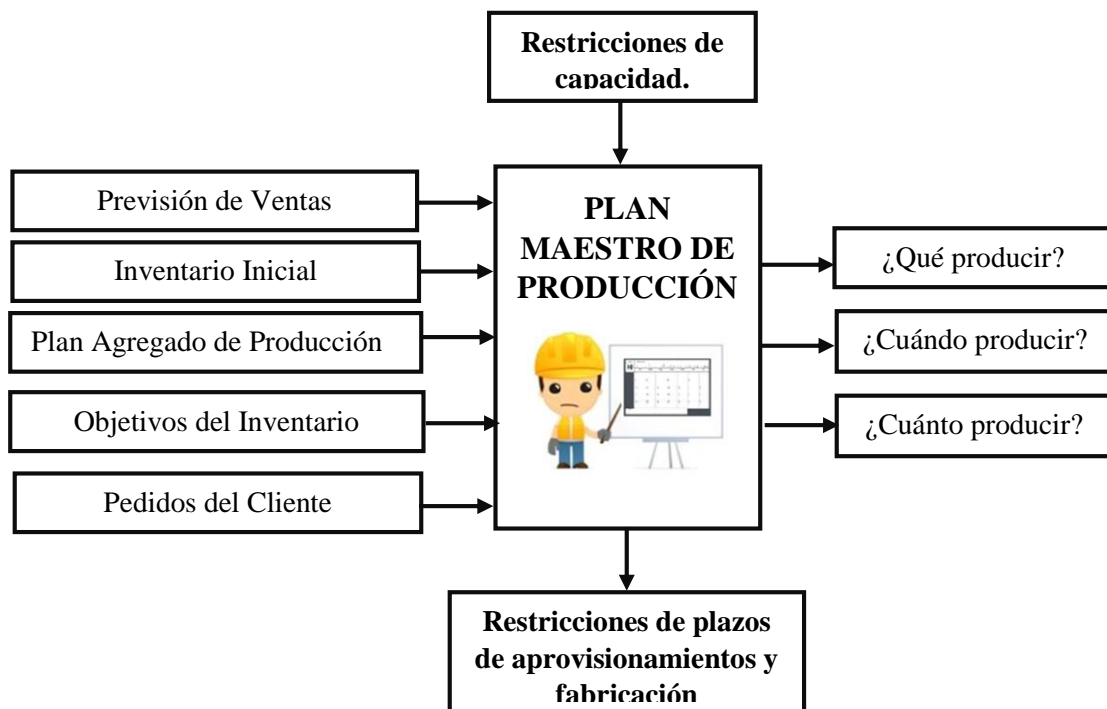 Restricciones de
capacidad.
Previsión de Ventas
Inventario Inicial
Plan Agregado de Producción
Objetivos del Inventario
Pedidos del Cliente
PLAN
MAESTRO DE
PRODUCCIÓN
¿Qué producir?
¿Cuándo producir?
¿Cuánto producir?
Restricciones de plazos
de aprovisionamientos y
fabricación